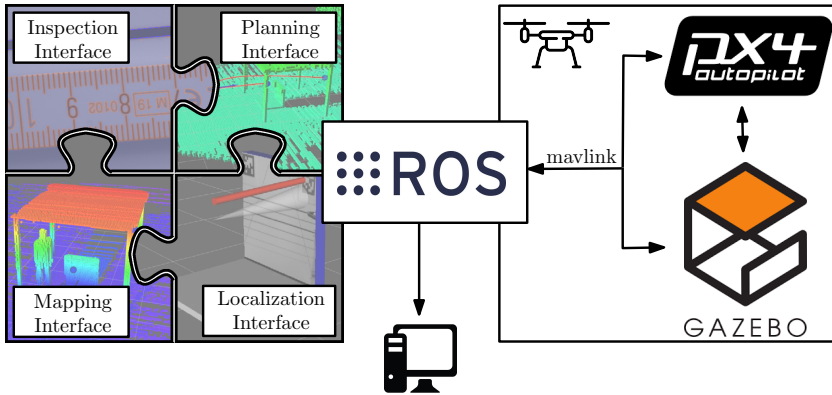 Inspection
Interface
Planning
Interface
Mapping
Interface
Localization
Interface
ROS
mavlink
px4
autopilot
GAZEBO